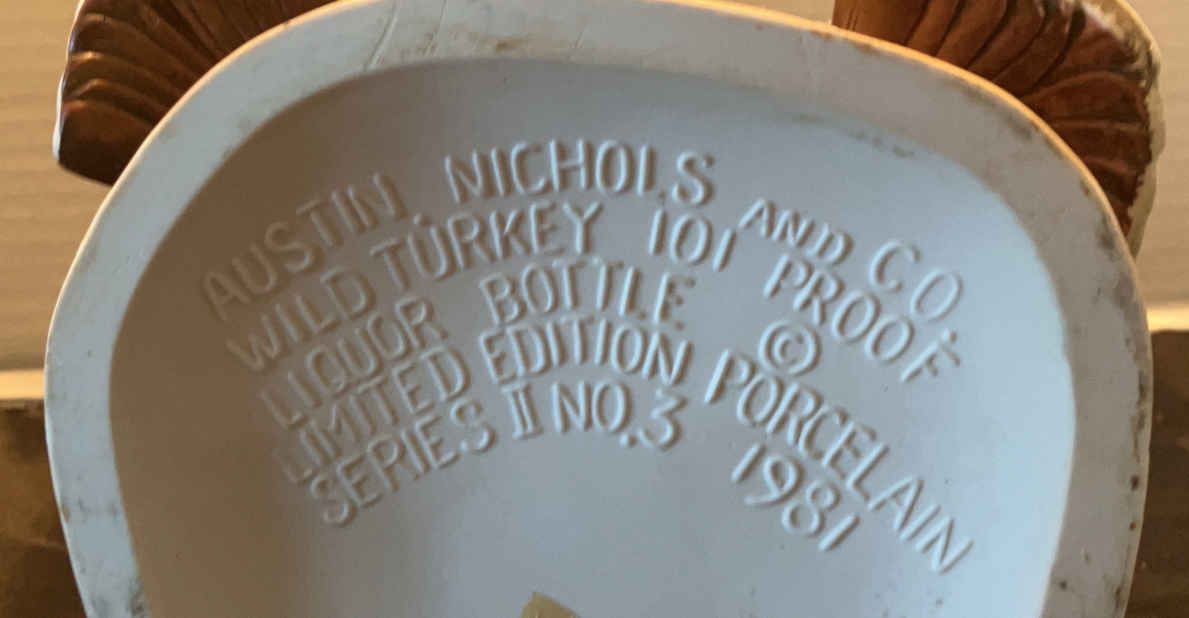 AUSTIN. NICHOLS AND CO.
WILD TURKEY 101 PROOF
LIQUOR BOTTLE © PORCELAIN
LIMITED EDITION 1981
SERIES II NO. 3